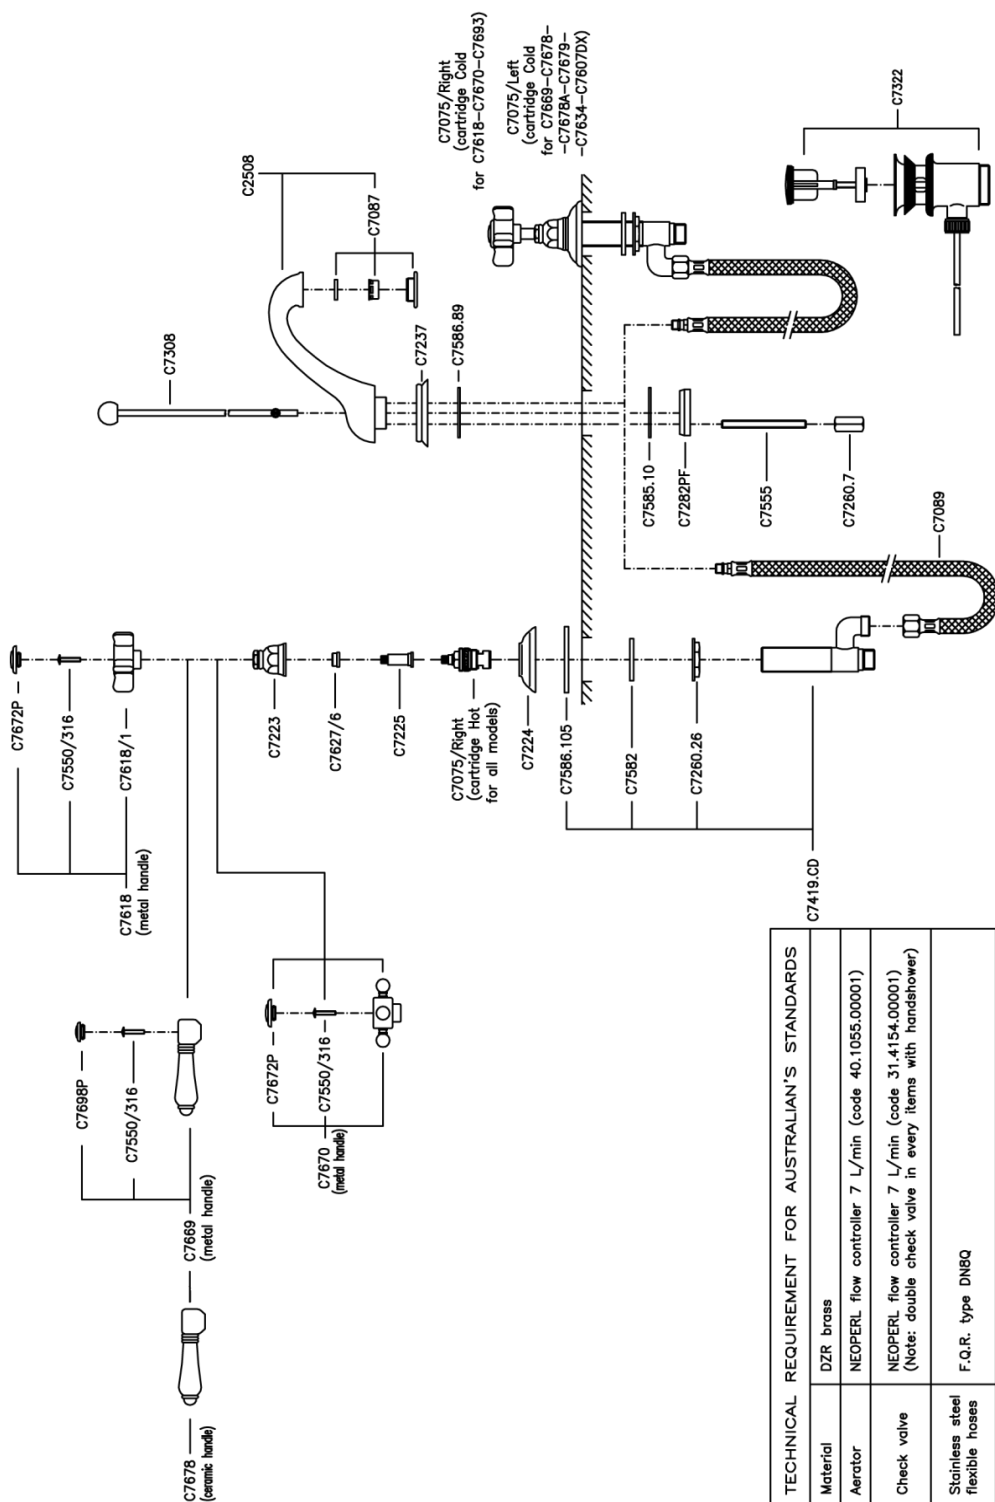 C7672P
C7550/316
C7618/1
C7618
(metal handle)
C7698P
C7550/316
C7669
(metal handle)
C7678
(ceramic handle)
C7672P
C7550/316
C7670
(metal handle)
C7223
C7627/6
C7225
C7075/Right
(cartridge Hot
for all models)
C7224
C7586.105
C7582
C7260.26
C7419.CD
C7308
C2508
C7087
C7237
C7586.89
C7585.10
C7282PF
C7555
C7260.7
C7089
C7075/Right
(cartridge Cold
for C7618-C7670-C7693)
C7075/Left
(cartridge Cold
for C7669-C7678-
-C7678A-C7679-
-C7634-C7607DX)
C7322
TECHNICAL REQUIREMENT FOR AUSTRALIAN'S STANDARDS
Material
DZR brass
Aerator
NEOPERL flow controller 7 L/min (code 40.1055.00001)
Check valve
NEOPERL flow controller 7 L/min (code 31.4154.00001)
(Note: double check valve in every items with handshower)
Stainless steel
flexible hoses
F.Q.R. type DN8Q